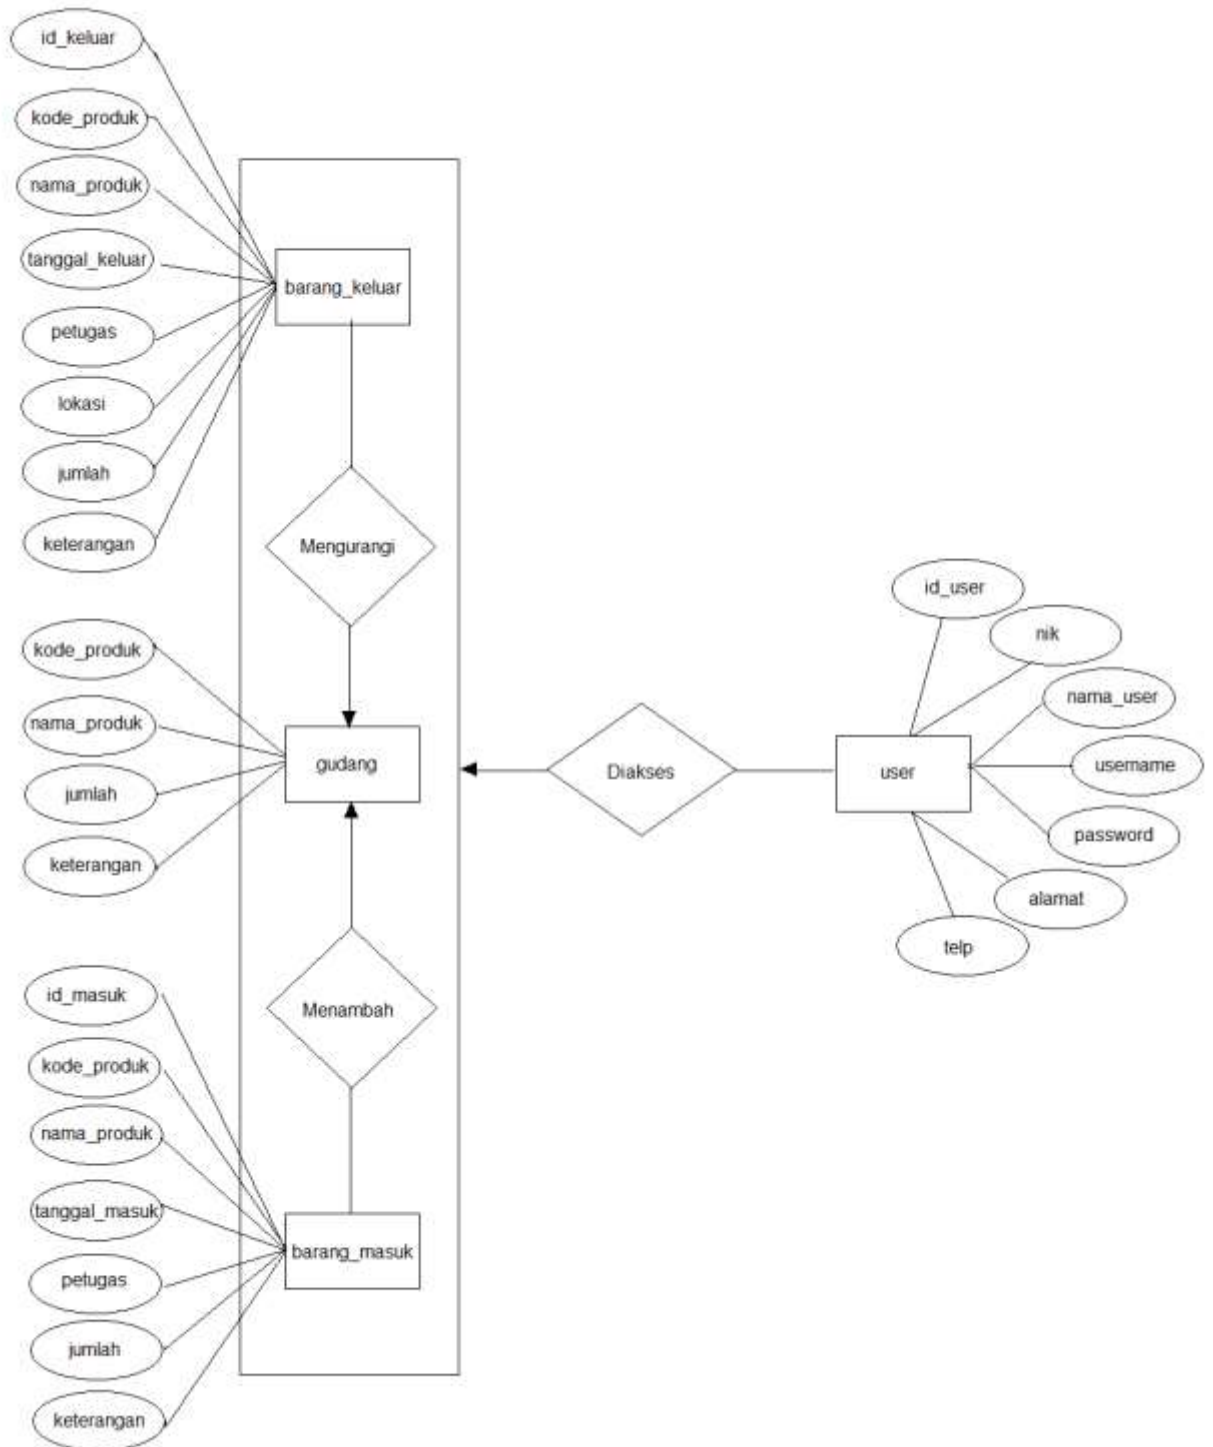 id_keluar
kode_produk
nama_produk
tanggal_keluar
petugas
lokasi
jumlah
keterangan
barang_keluar
Mengurangi
kode_produk
nama_produk
jumlah
keterangan
gudang
Diakses
user
id_user
nik
nama_user
username
password
alamat
telp
Menambah
id_masuk
kode_produk
nama_produk
tanggal_masuk
petugas
jumlah
keterangan
barang_masuk